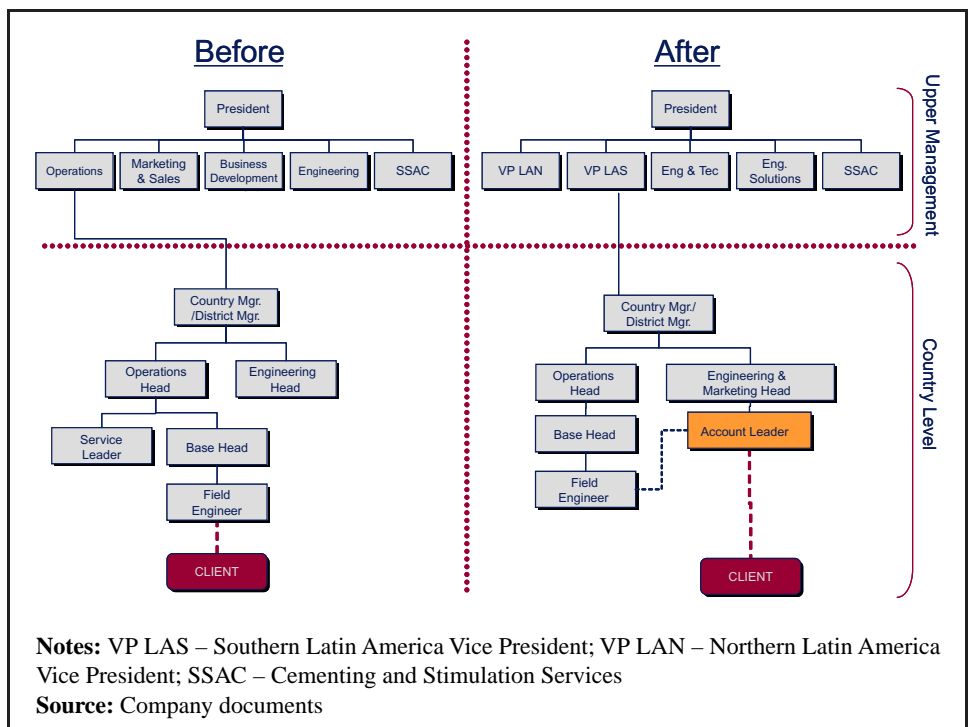 Before
President
Operations
Marketing
& Sales
Business
Development
Engineering
SSAC
Country Mgr.
/District Mgr.
Operations
Head
Engineering
Head
Service
Leader
Base Head
Field
Engineer
CLIENT
After
President
VP LAN
VP LAS
Eng & Tec
Eng.
Solutions
SSAC
Country Mgr./
District Mgr.
Operations
Head
Engineering &
Marketing Head
Base Head
Account Leader
Field
Engineer
CLIENT
Upper Management
Country Level
Notes: VP LAS – Southern Latin America Vice President; VP LAN – Northern Latin America
Vice President; SSAC – Cementing and Stimulation Services
Source: Company documents